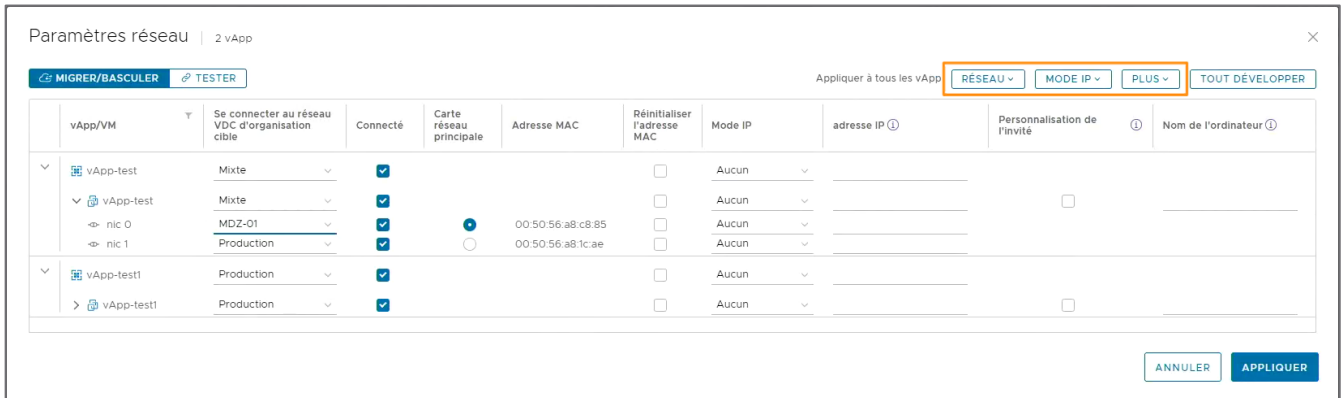 Paramètres réseau | 2 vApp
MIGRER/BASCULER TESTER
Appliquer à tous les vApp RÉSEAU MODE IP PLUS TOUT DÉVELOPPER
vApp/VM
Se connecter au réseau
VDC d'organisation
cible
Connecté
Carte
réseau
principale
Adresse MAC
Réinitialiser
l'adresse
MAC
Mode IP
adresse IP
Personnalisation de
l'invité
Nom de l'ordinateur
vApp-test Mixte Aucun
vApp-test Mixte Aucun
nic 0 MDZ-01 00:50:56:a8:c8:85 Aucun
nic 1 Production 00:50:56:a8:1c:ae Aucun
vApp-test1 Production Aucun
vApp-test1 Production Aucun
ANNULER APPLIQUER